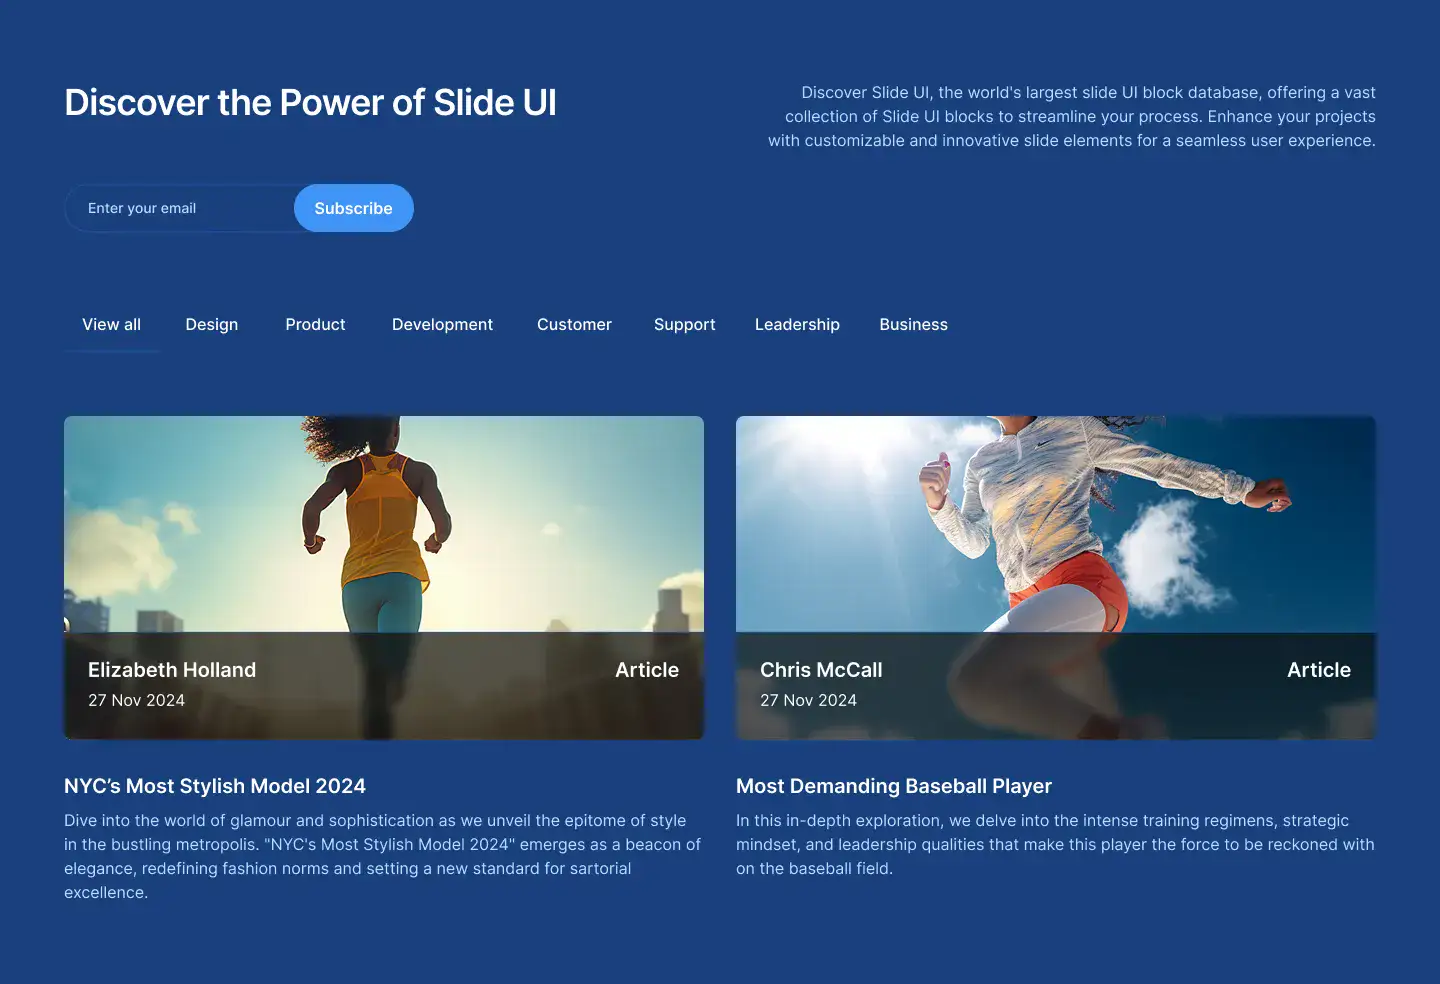 Discover the Power of Slide UI
Discover Slide UI, the world's largest slide UI block database, offering a vast
collection of Slide UI blocks to streamline your process. Enhance your projects
with customizable and innovative slide elements for a seamless user experience.
Enter your email
Subscribe
View all
Design
Product
Development
Customer
Support
Leadership
Business
Elizabeth Holland
Article
27 Nov 2024
Chris McCall
Article
27 Nov 2024
NYC’s Most Stylish Model 2024
Dive into the world of glamour and sophistication as we unveil the epitome of style
in the bustling metropolis. "NYC's Most Stylish Model 2024" emerges as a beacon of
elegance, redefining fashion norms and setting a new standard for sartorial
excellence.
Most Demanding Baseball Player
In this in-depth exploration, we delve into the intense training regimens, strategic
mindset, and leadership qualities that make this player the force to be reckoned with
on the baseball field.